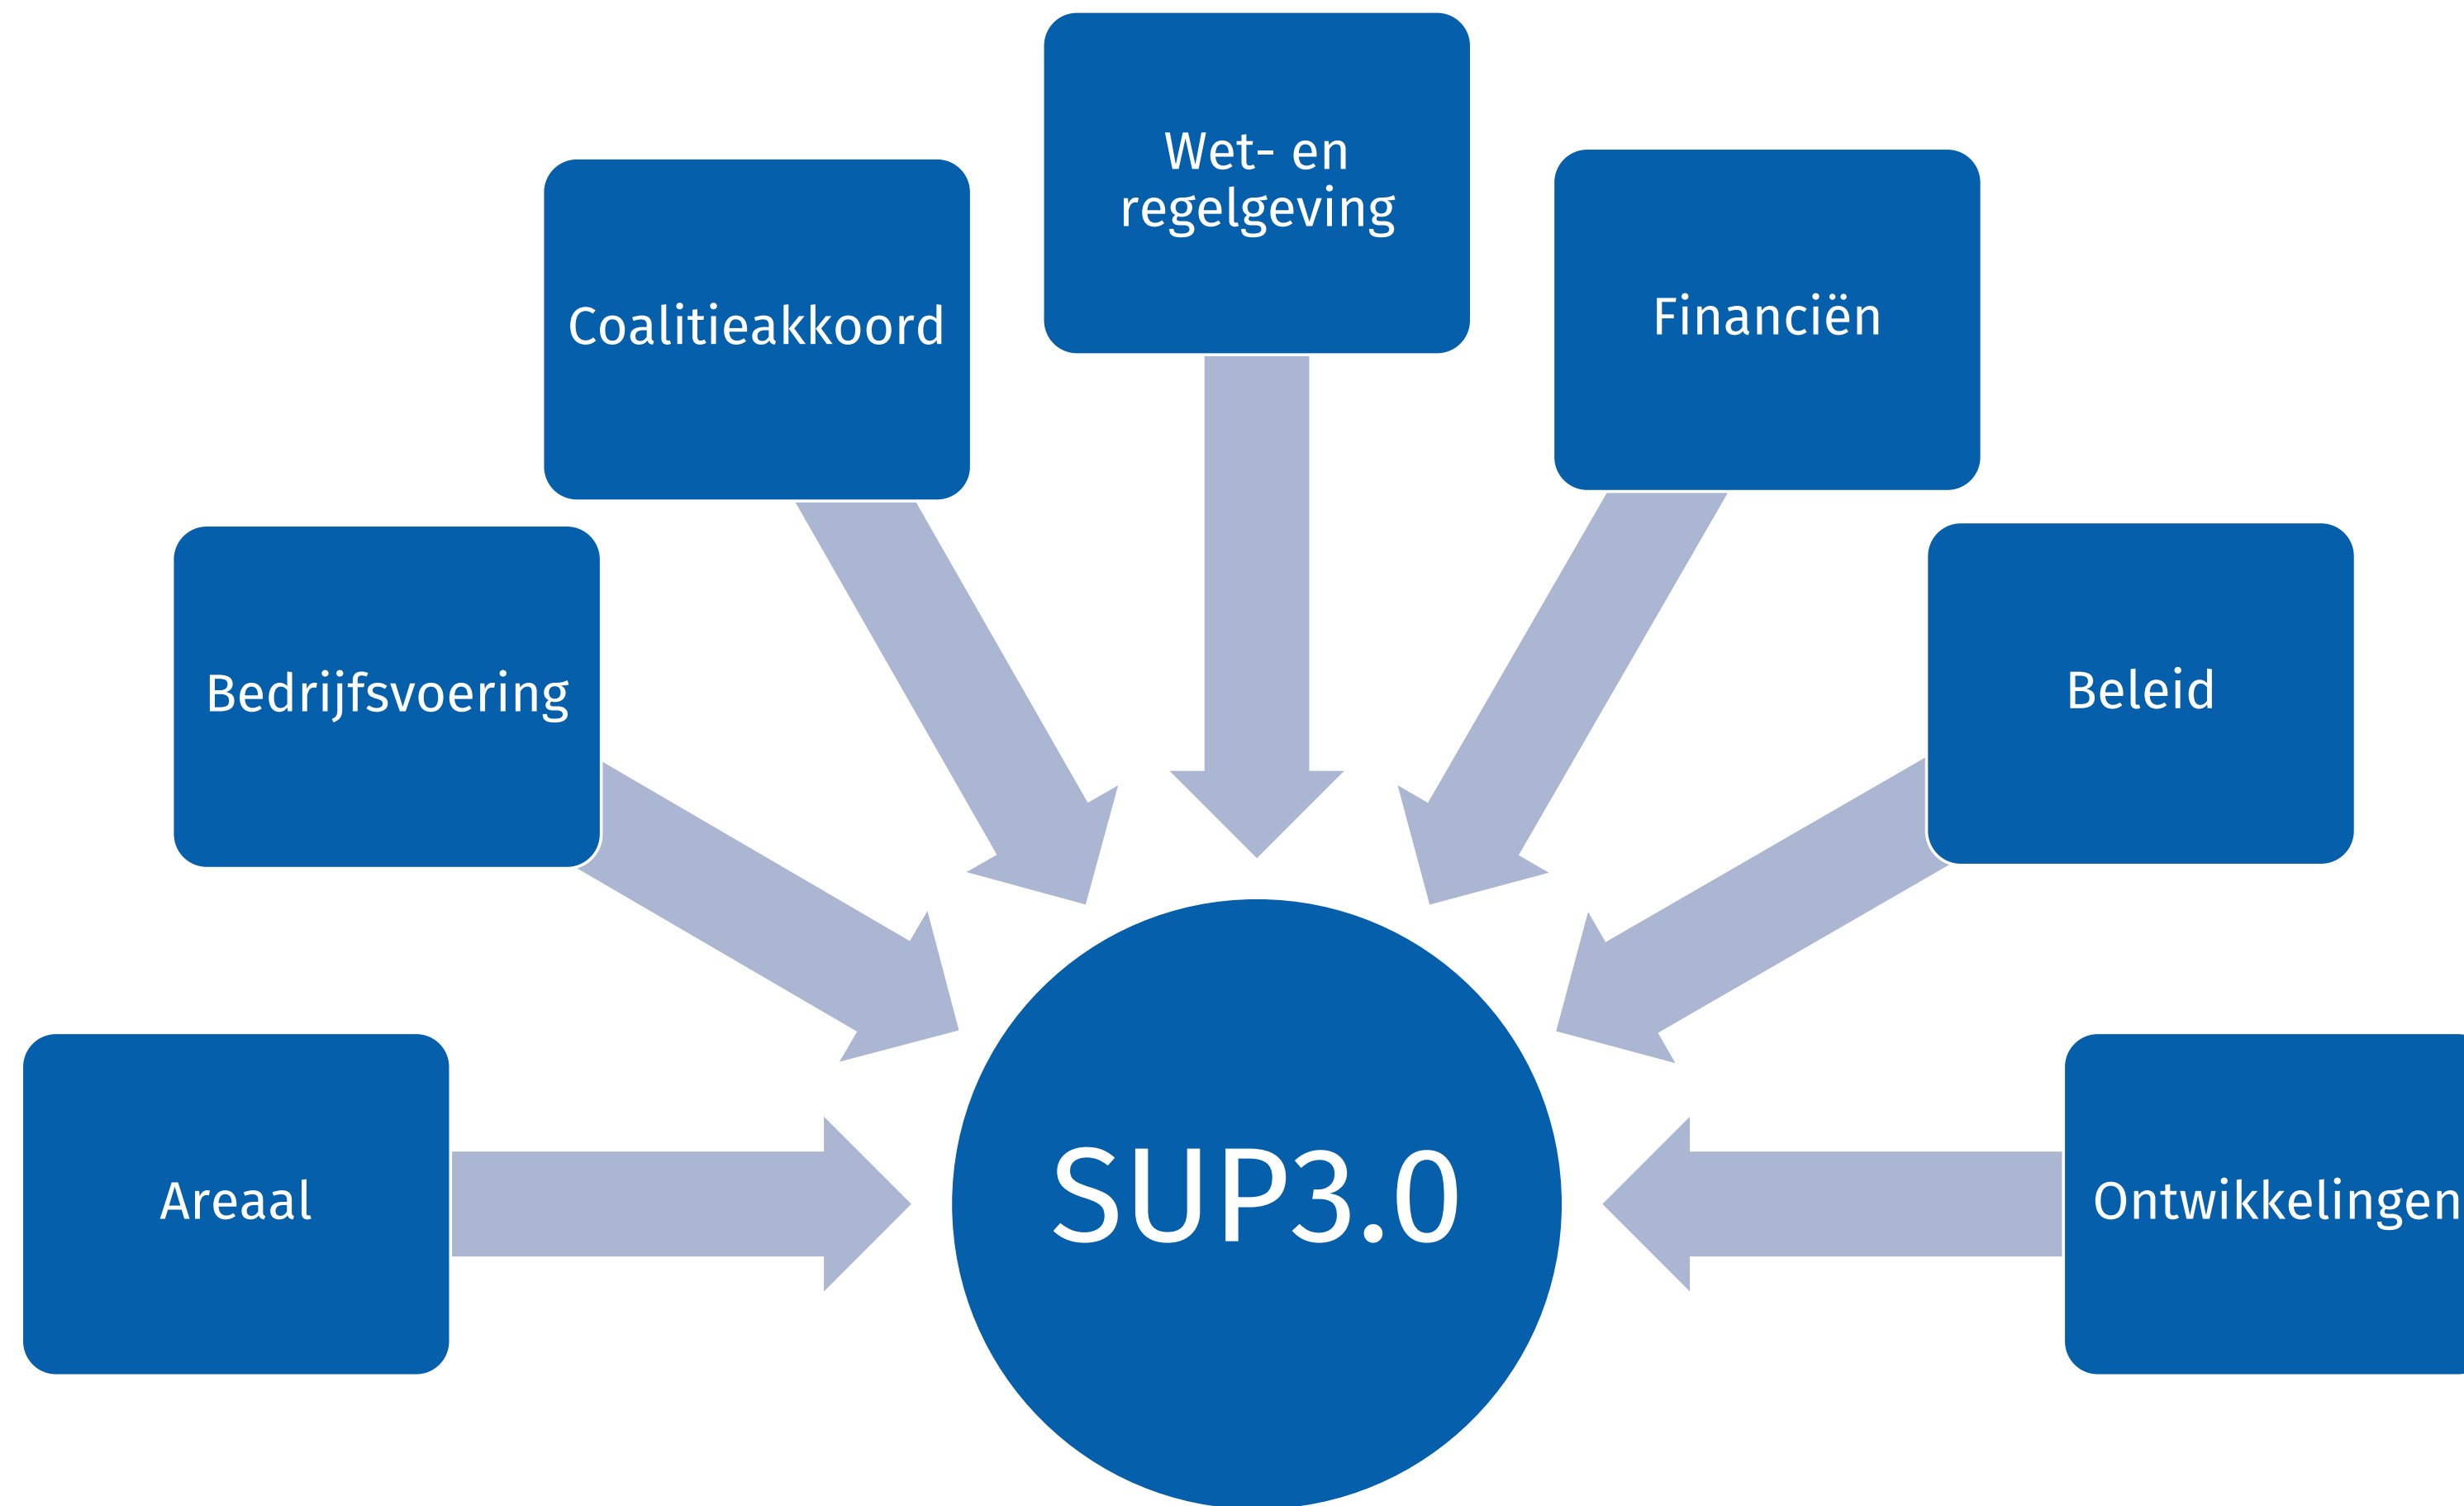 Wet- en
regelgeving
Coalitieakkoord
Financiën
Bedrijfsvoering
Beleid
Areaal
SUP3.0
Ontwikkelingen